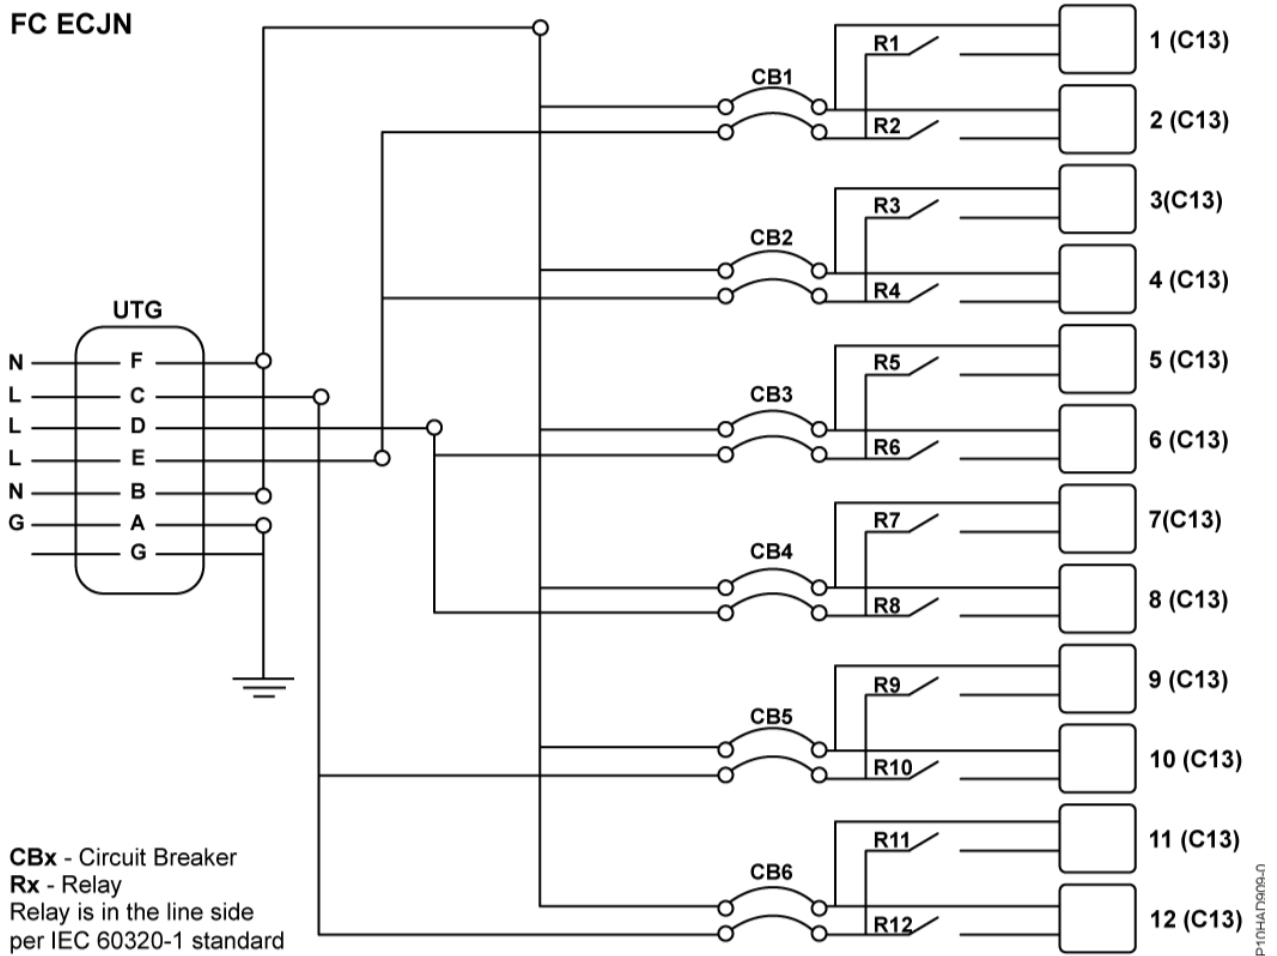 FC ECJN
R1
1 (C13)
CB1
R2
2 (C13)
R3
3(C13)
CB2
R4
4 (C13)
UTG
N F
L C
L D
L E
N B
G A
G
R5
5 (C13)
CB3
R6
6 (C13)
R7
7(C13)
CB4
R8
8 (C13)
R9
9 (C13)
CB5
R10
10 (C13)
R11
11 (C13)
CB6
R12
12 (C13)
CBx - Circuit Breaker
Rx - Relay
Relay is in the line side
per IEC 60320-1 standard
P10HAD909-0